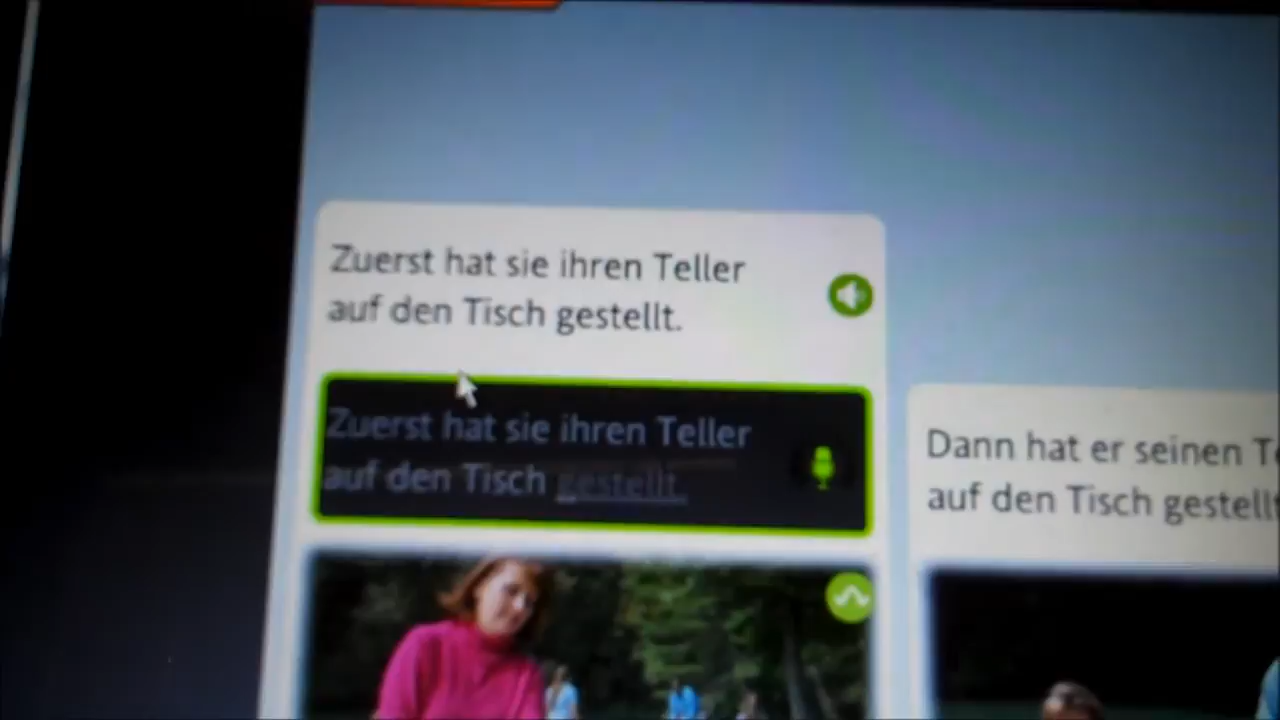 Zuerst hat sie ihren Teller
auf den Tisch gestellt.
Zuerst hat sie ihren Teller
auf den Tisch gestellt.
Dann hat er seinen
auf den Tisch